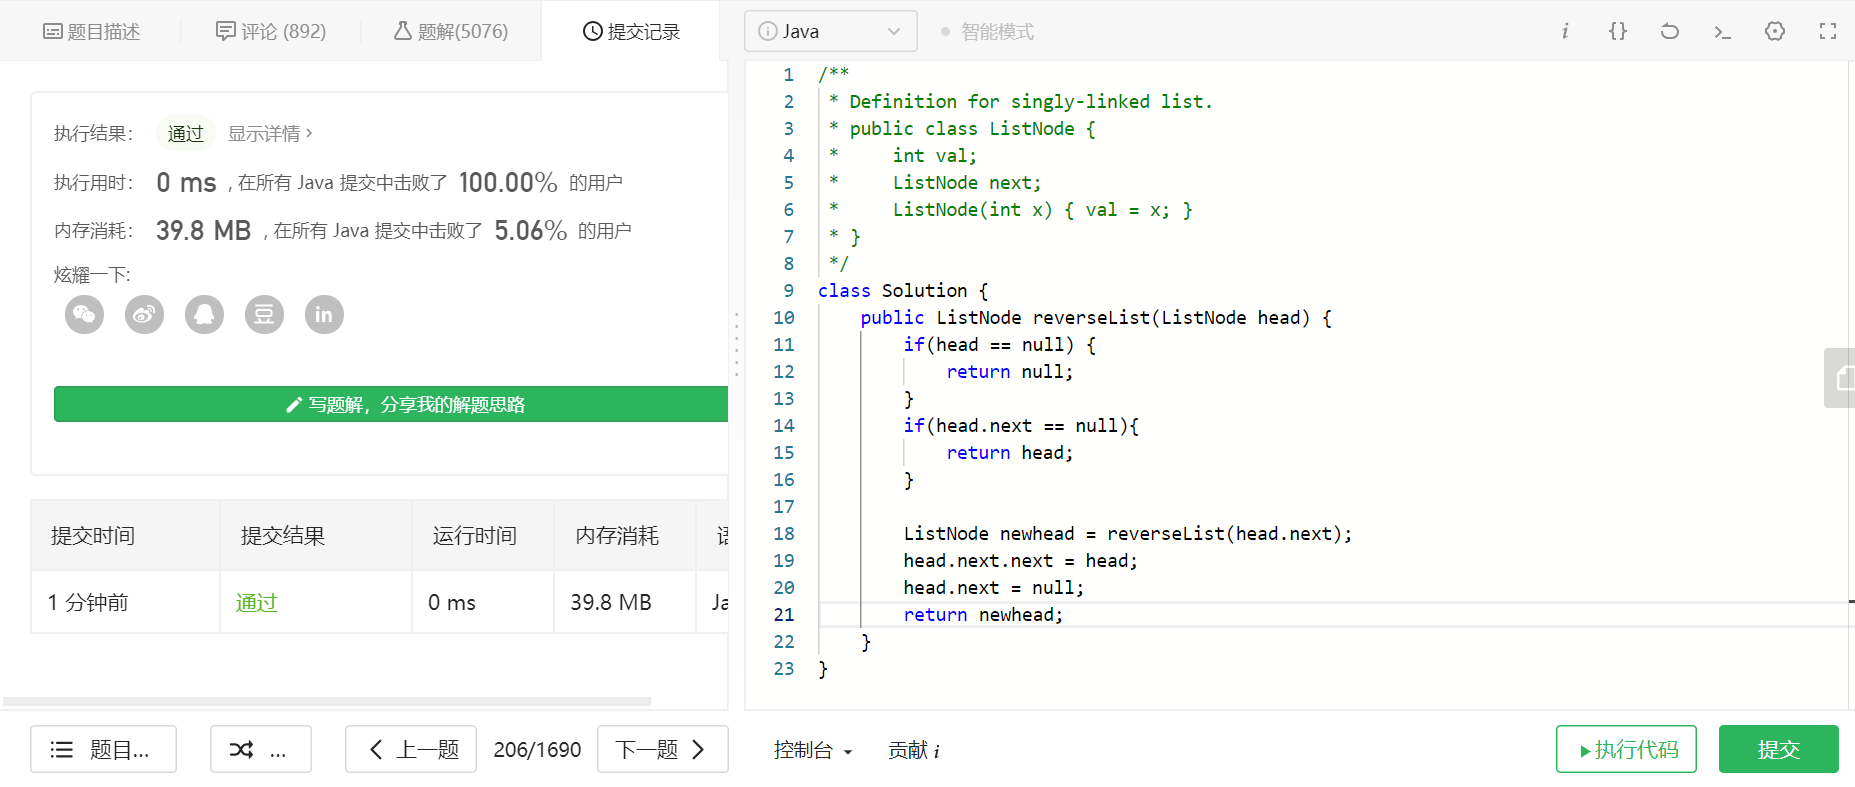 题目描述
评论 (892)
题解(5076)
提交记录
执行结果：
通过
显示详情 >
执行用时：
0 ms , 在所有 Java 提交中击败了 100.00% 的用户
内存消耗：
39.8 MB , 在所有 Java 提交中击败了 5.06% 的用户
炫耀一下:
豆
in
写题解，分享我的解题思路
提交时间
提交结果
运行时间
内存消耗
1 分钟前
通过
0 ms
39.8 MB
Ja
题目...
...
上一题
206/1690
下一题
Java
智能模式
i
{}
>_
1 /**
2 * Definition for singly-linked list.
3 * public class ListNode {
4 *     int val;
5 *     ListNode next;
6 *     ListNode(int x) { val = x; }
7 * }
8 */
9 class Solution {
10     public ListNode reverseList(ListNode head) {
11         if(head == null) {
12             return null;
13         }
14         if(head.next == null){
15             return head;
16         }
17
18         ListNode newhead = reverseList(head.next);
19         head.next.next = head;
20         head.next = null;
21         return newhead;
22     }
23 }
控制台
贡献 i
执行代码
提交